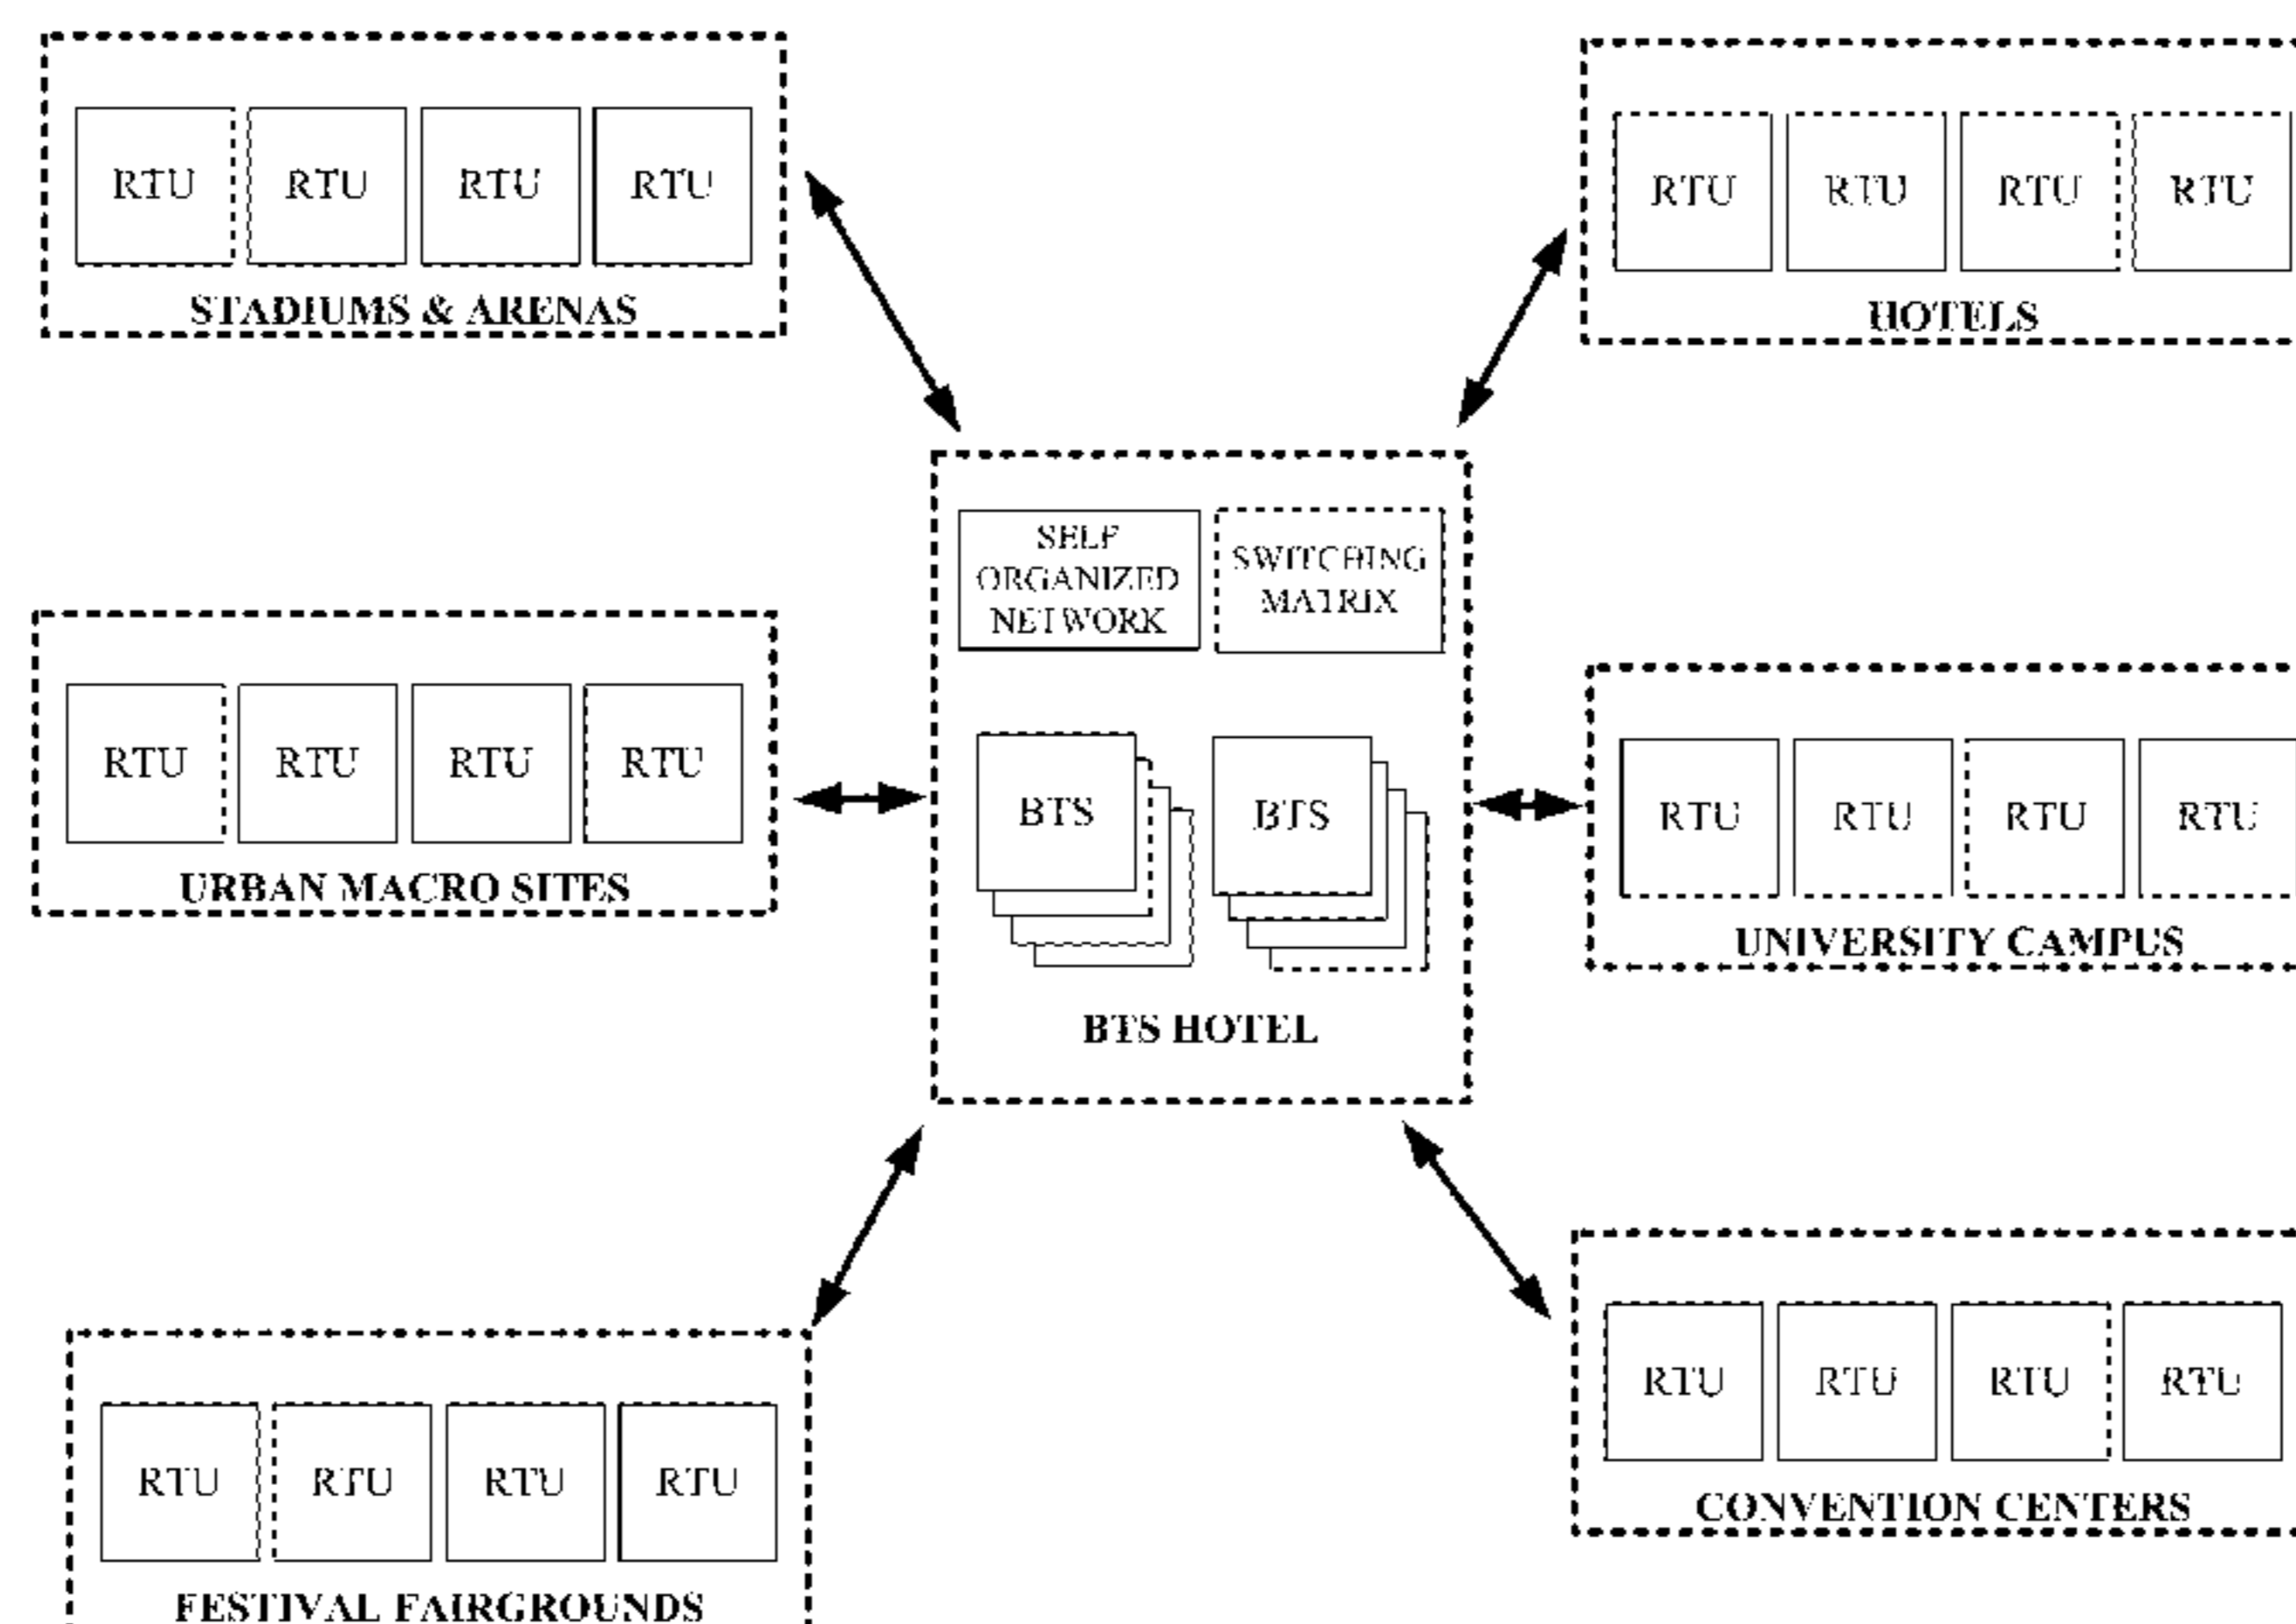 RTU RTU RTU RTU
STADIUMS & ARENAS
RTU RTU RTU RTU
HOTELS
SELF
ORGANIZED
NETWORK
SWITCHING
MATRIX
BTS BTS
BTS HOTEL
RTU RTU RTU RTU
URBAN MACRO SITES
RTU RTU RTU RTU
UNIVERSITY CAMPUS
RTU RTU RTU RTU
FESTIVAL FAIRGROUNDS
RTU RTU RTU RTU
CONVENTION CENTERS